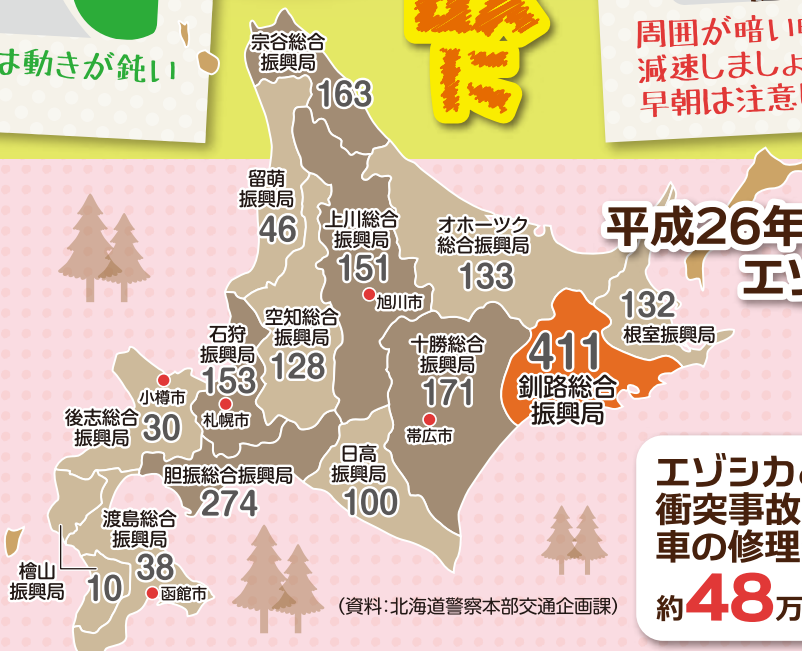 は動きが鈍い
に
周囲が暗い
減速しましょ
早朝は注意
宗谷総合
振興局
163
留萌
振興局
46
上川総合
振興局
151
旭川市
オホーツク
総合振興局
133
平成26年
エゾ
132
根室振興局
空知総合
振興局
128
石狩
振興局
153
札幌市
十勝総合
振興局
171
帯広市
411
釧路総合
振興局
小樽市
後志総合
振興局
30
胆振総合振興局
274
日高
振興局
100
渡島総合
振興局
38
函館市
檜山
振興局
10
エゾシカ
衝突事故
車の修理
約48万
(資料:北海道警察本部交通企画課)